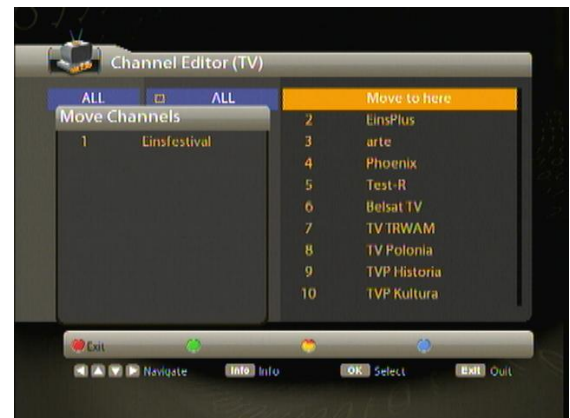 Channel Editor (TV)
ALL ALL
Move Channels
1 Einsfestival
Move to here
2 EinsPlus
3 arte
4 Phoenix
5 Test-R
6 Belsat TV
7 TV TRWAM
8 TV Polonia
9 TVP Historia
10 TVP Kultura
Exit
Navigate Info Info OK Select Exit Quit